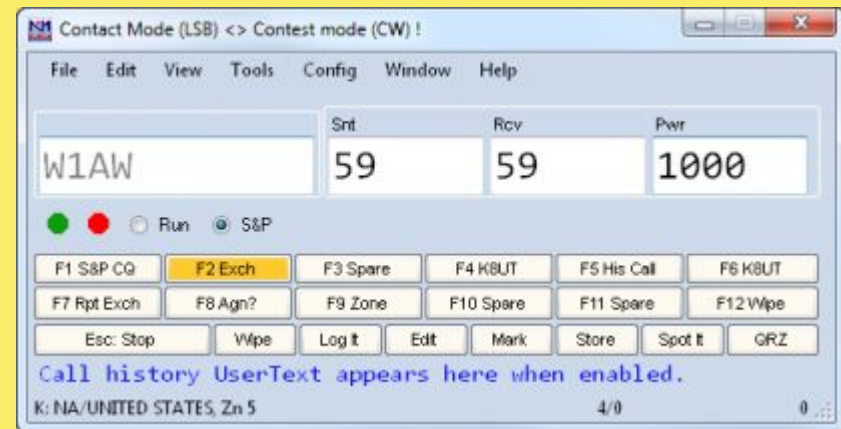 N1 Contact Mode (LSB) <> Contest mode (CW) !
File Edit View Tools Config Window Help
Snt Rcv Pwr
W1AW 59 59 1000
Run S&P
F1 S&P CQ F2 Exch F3 Spare F4 K8UT F5 His Call F6 K8UT
F7 Rpt Exch F8 Agn? F9 Zone F10 Spare F11 Spare F12 Wipe
Esc: Stop Wipe Log It Edit Mark Store Spot It QRZ
Call history UserText appears here when enabled.
K: NA/UNITED STATES, Zn 5 4/0 0